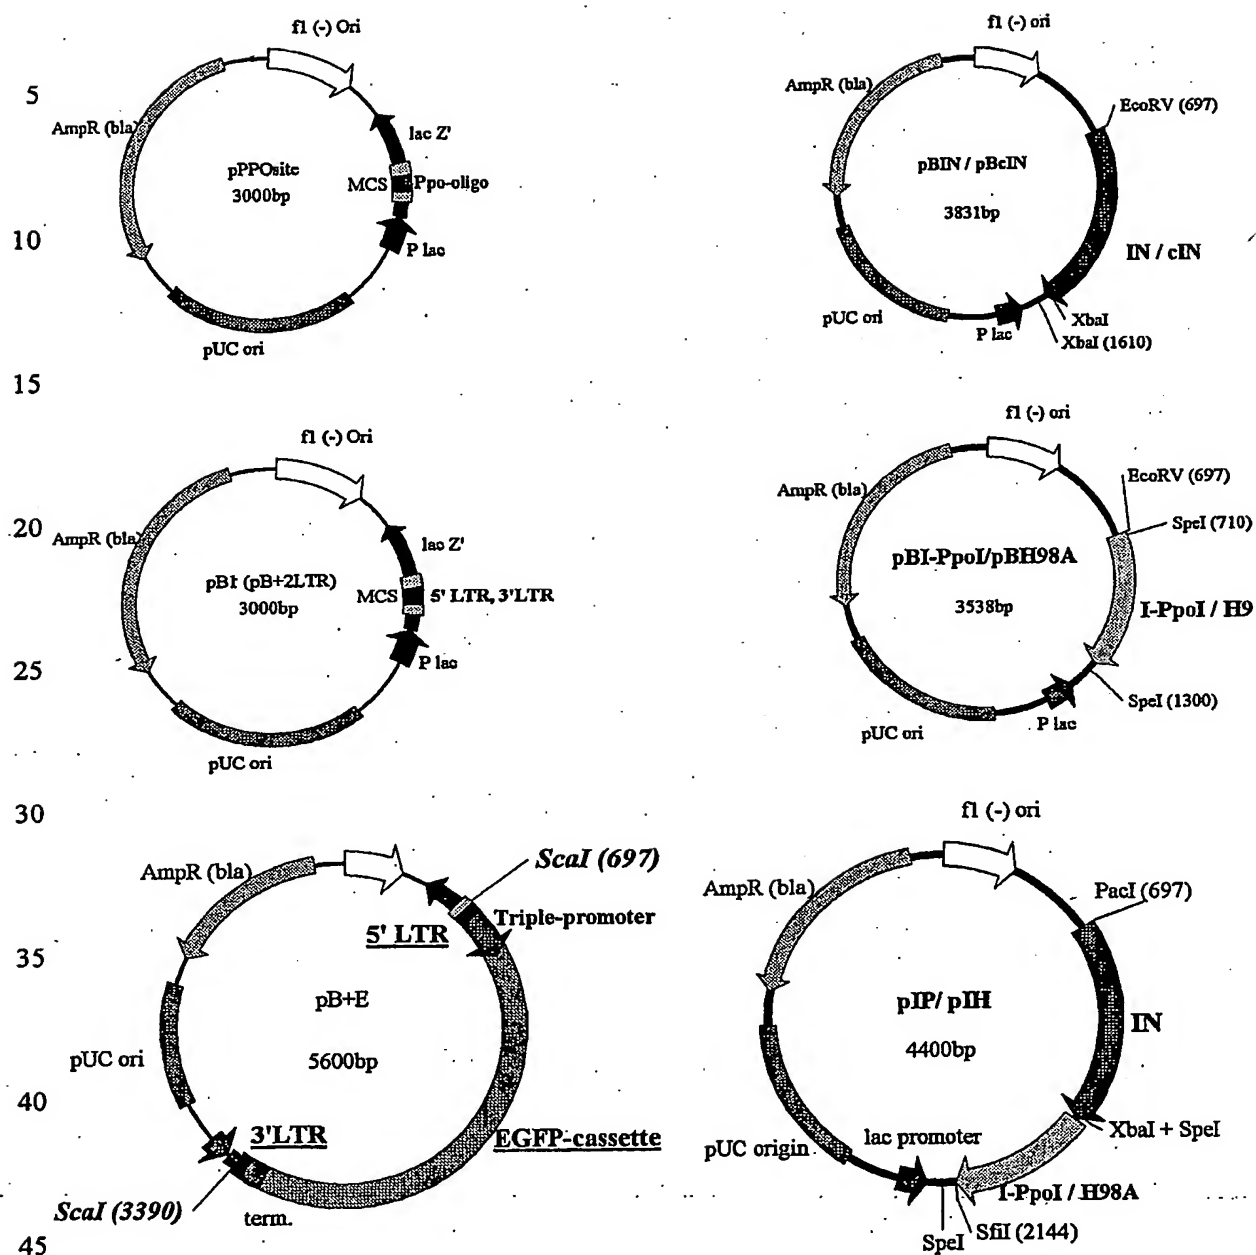 f1 (-) Ori
AmpR (bla)
lac Z'
pPPOsite
3000bp
MCS
Ppo-oligo
P lac
pUC ori
f1 (-) ori
AmpR (bla)
EcoRV (697)
pBIN / pBcIN
3831bp
IN / cIN
pUC ori
P lac
XbaI
XbaI (1610)
5
10
15
f1 (-) Ori
AmpR (bla)
lac Z'
pB1 (pB+2LTR)
3000bp
MCS
5' LTR, 3'LTR
P lac
pUC ori
f1 (-) ori
AmpR (bla)
EcoRV (697)
SpeI (710)
pBI-PpoI/pBH98A
3538bp
I-PpoI / H9
pUC ori
P lac
SpeI (1300)
20
25
30
AmpR (bla)
ScaI (697)
5' LTR
Triple-promoter
pB+E
5600bp
pUC ori
3'LTR
EGFP-cassette
ScaI (3390)
term.
f1 (-) ori
AmpR (bla)
PacI (697)
pIP/ pIH
4400bp
IN
pUC origin
lac promoter
XbaI + SpeI
I-PpoI / H98A
SfiI (2144)
SpeI
35
40
45